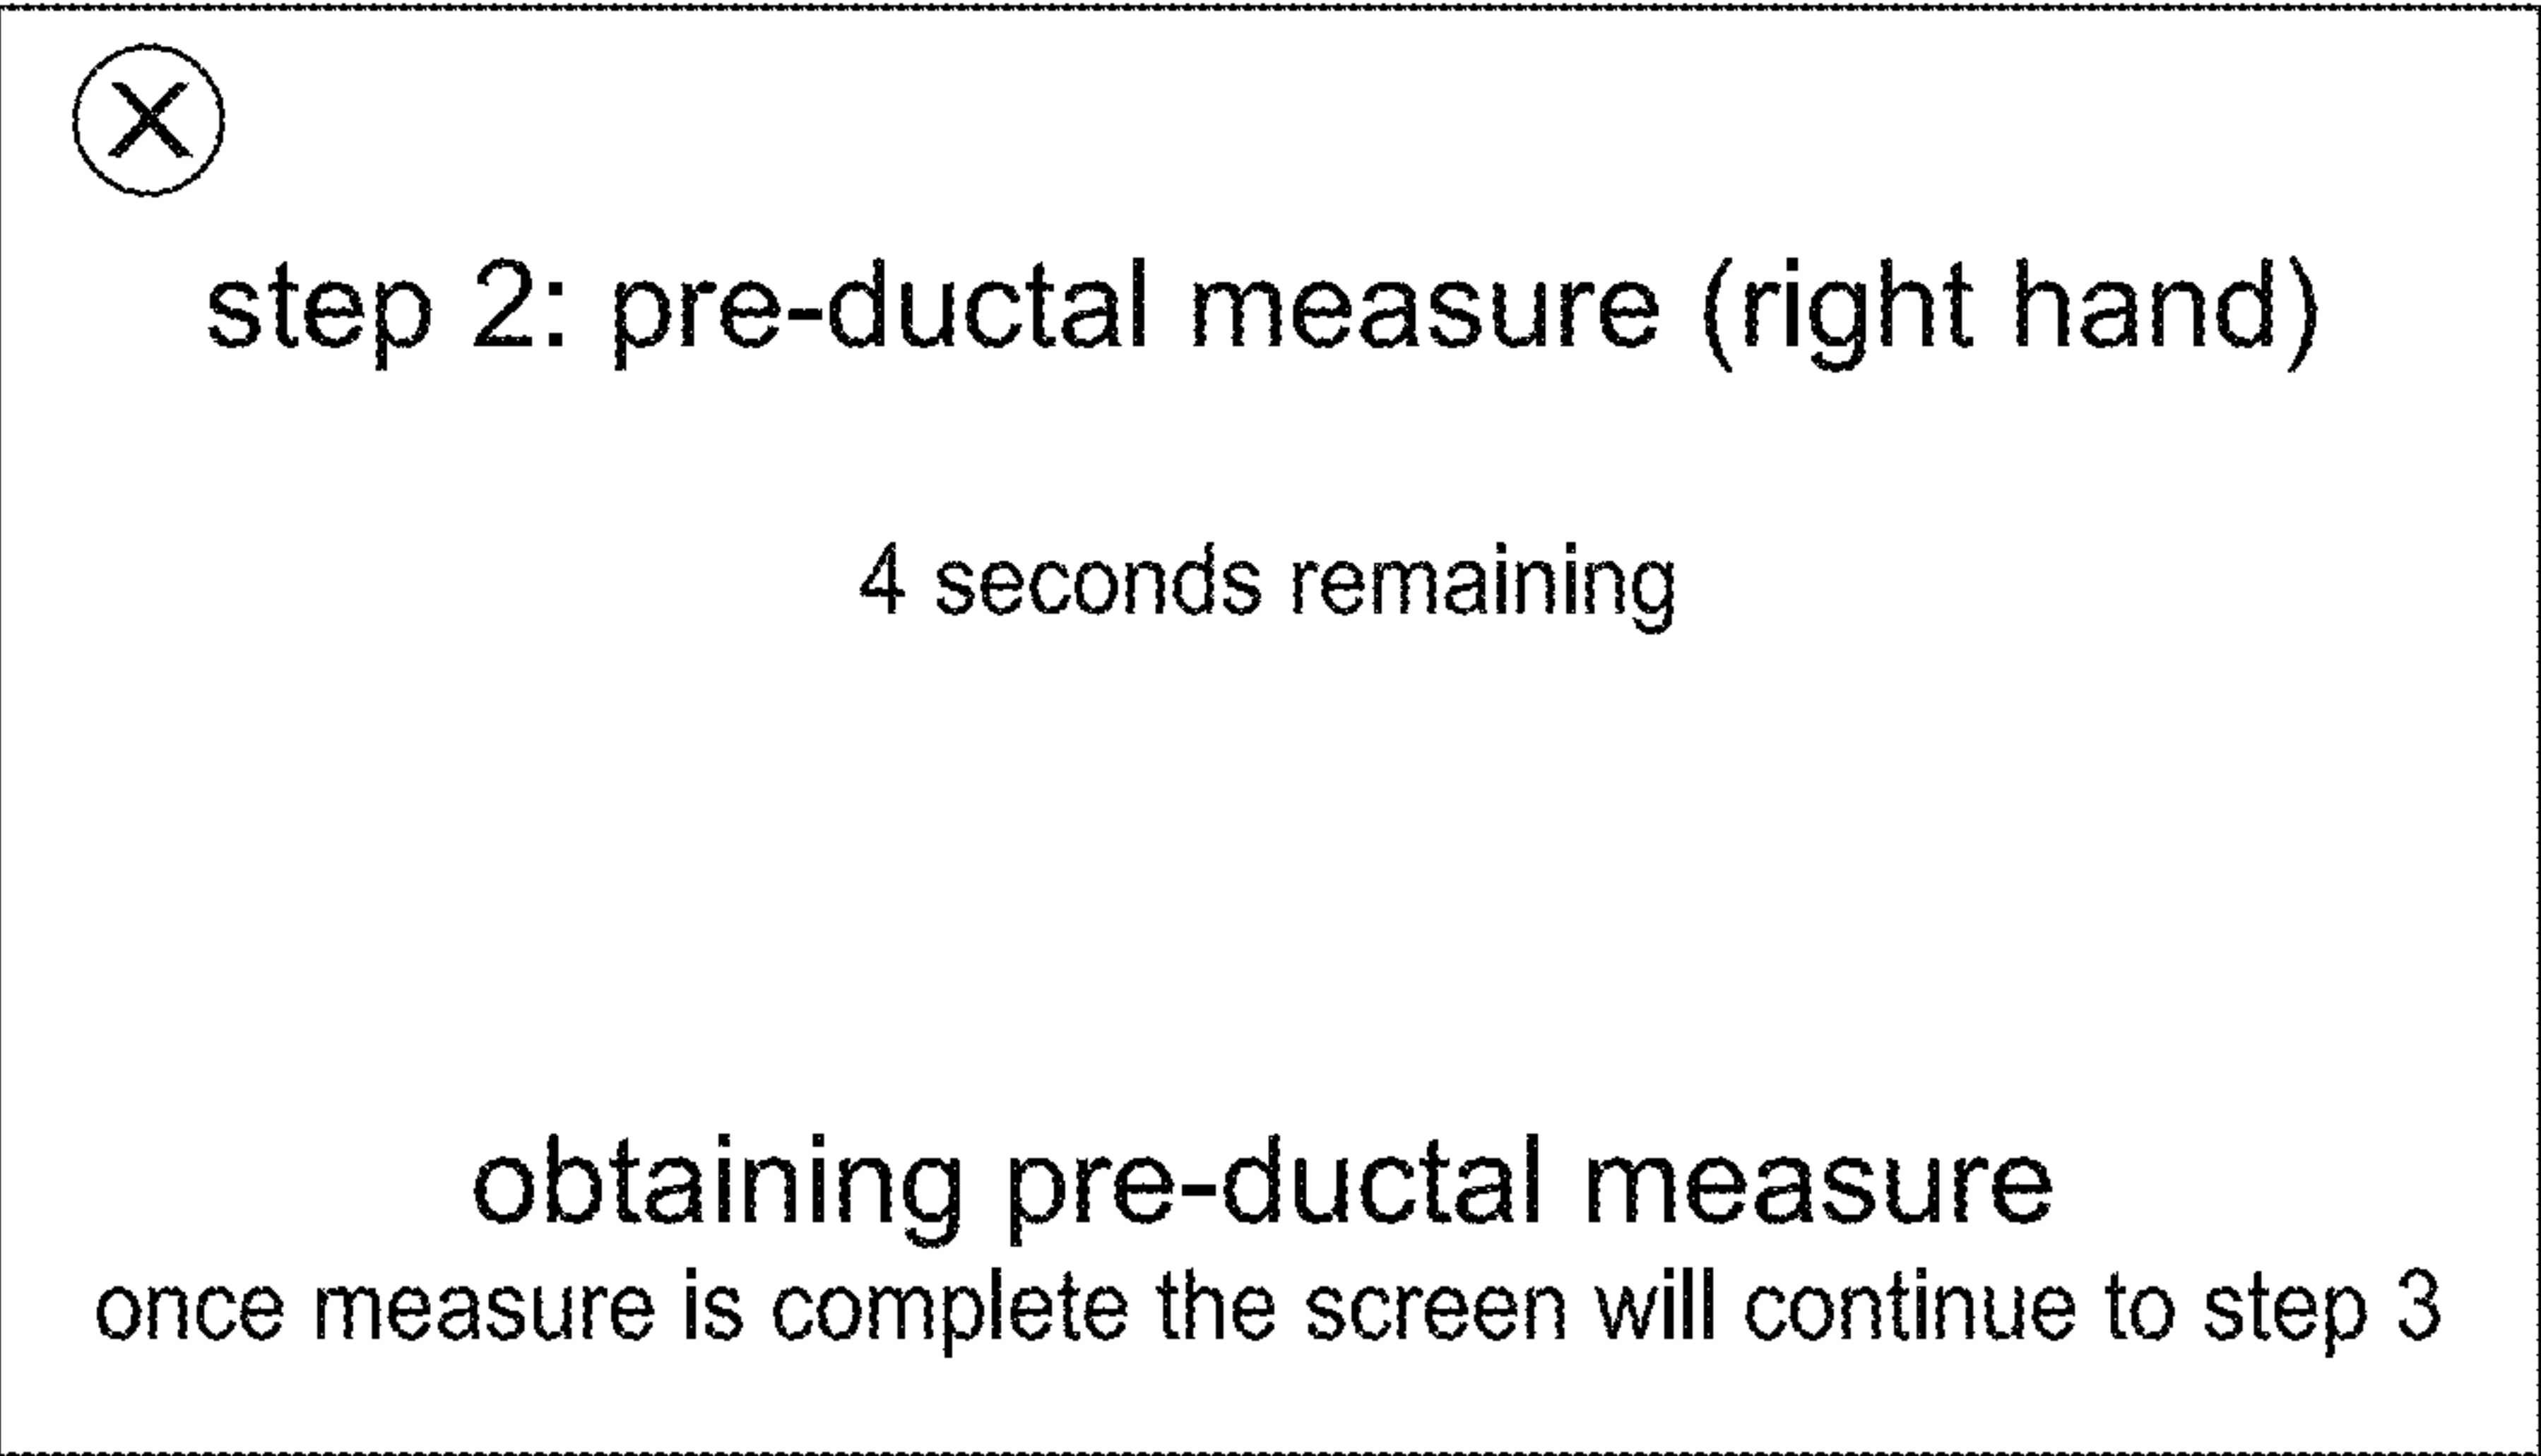 step 2: pre-ductal measure (right hand)
4 seconds remaining
obtaining pre-ductal measure
once measure is complete the screen will continue to step 3